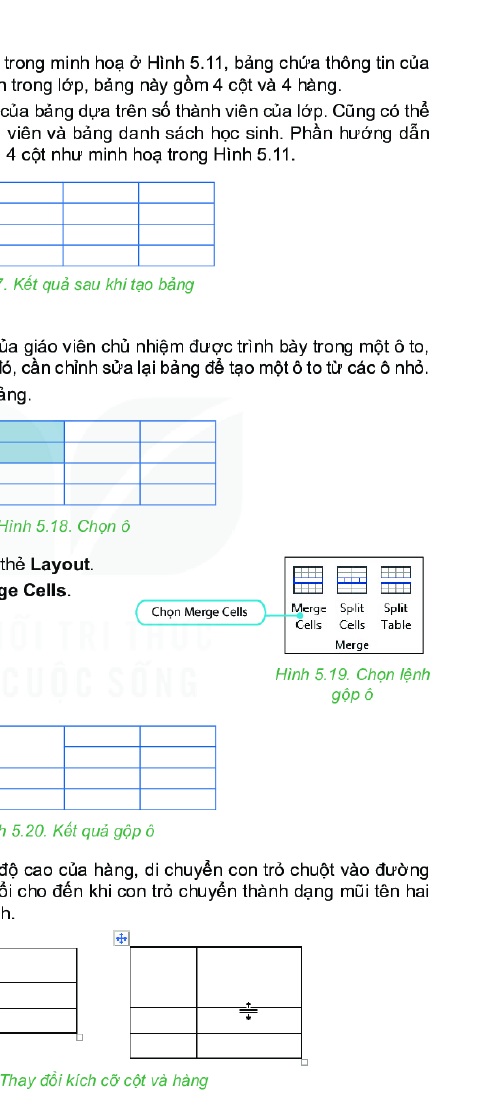 trong minh hoạ ở Hình 5.11, bảng chứa thông tin của
trong lớp, bảng này gồm 4 cột và 4 hàng.
của bảng dựa trên số thành viên của lớp. Cũng có thể
viên và bảng danh sách học sinh. Phần hướng dẫn
4 cột như minh hoạ trong Hình 5.11.
7. Kết quả sau khi tạo bảng
ủa giáo viên chủ nhiệm được trình bày trong một ô to,
đó, cần chỉnh sửa lại bảng để tạo một ô to từ các ô nhỏ.
ảng.
Hình 5.18. Chọn ô
thẻ Layout.
ge Cells.
Chọn Merge Cells
Merge Split Split
Cells Cells Table
Merge
TRI THỨC
CUỘC SỐNG
Hình 5.19. Chọn lệnh
gộp ô
h 5.20. Kết quả gộp ô
độ cao của hàng, di chuyển con trỏ chuột vào đường
ổi cho đến khi con trỏ chuyển thành dạng mũi tên hai
h.
Thay đổi kích cỡ cột và hàng